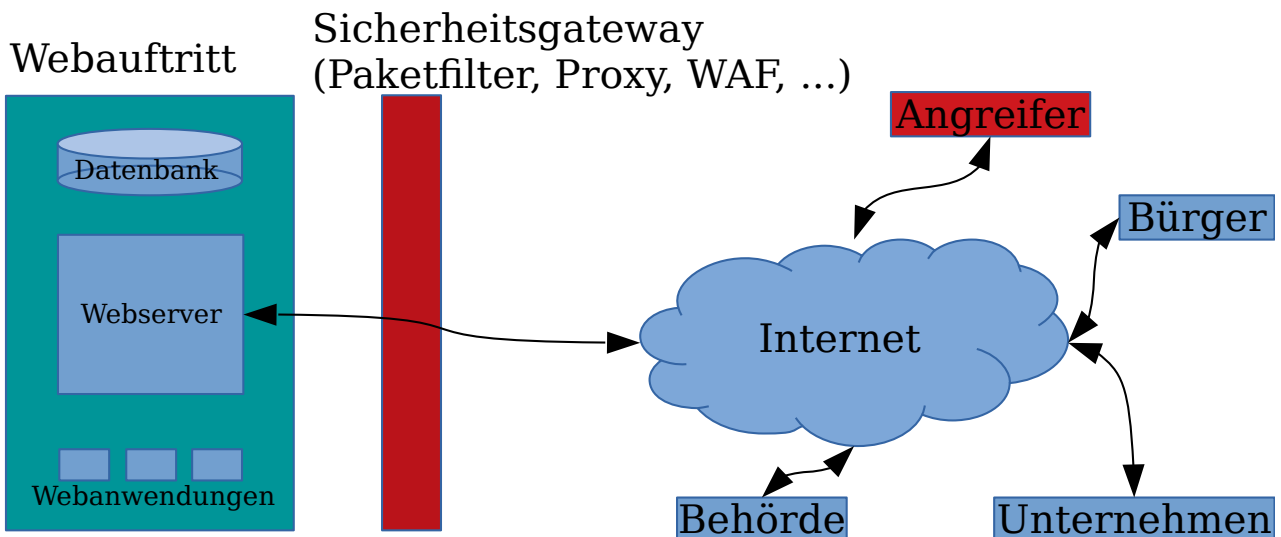 Webauftritt
Sicherheitsgateway
(Paketfilter, Proxy, WAF, ...)
Angreifer
Datenbank
Bürger
Webserver
Internet
Webanwendungen
Behörde
Unternehmen